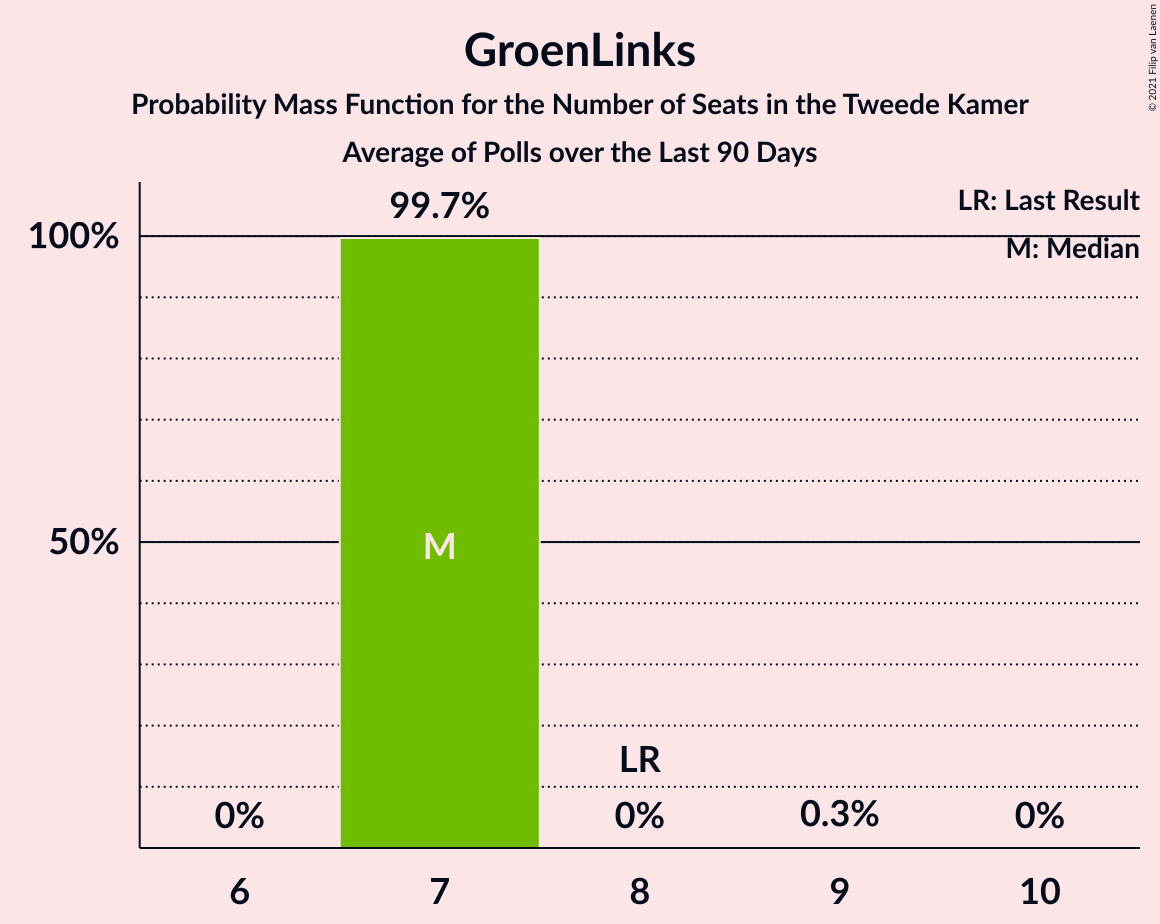 GroenLinks
Probability Mass Function for the Number of Seats in the Tweede Kamer
Average of Polls over the Last 90 Days
© 2021 Filip van Laenen
LR: Last Result
M: Median
99.7%
100%
50%
M
LR
0%
0%
0.3%
0%
6
7
8
9
10